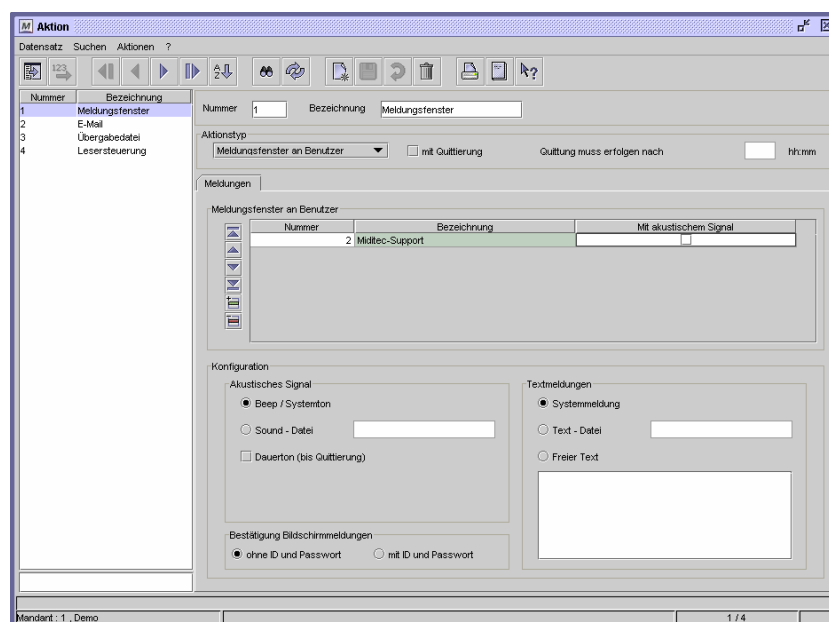 Aktion
Datensatz Suchen Aktionen ?
Nummer Bezeichnung
1 Meldungsfenster
2 E-Mail
3 Übergabedatei
4 Lesersteuerung
Nummer 1 Bezeichnung Meldungsfenster
Aktionstyp
Meldungsfenster an Benutzer mit Quittierung Quittung muss erfolgen nach hh:mm
Meldungen
Meldungsfenster an Benutzer
Nummer Bezeichnung Mit akustischem Signal
2 Miditec-Support
Konfiguration
Akustisches Signal Textmeldungen
Beep / Systemton Systemmeldung
Sound - Datei Text - Datei
Dauerton (bis Quittierung) Freier Text
Bestätigung Bildschirmmeldungen
ohne ID und Passwort mit ID und Passwort
Mandant : 1 , Demo 1 / 4